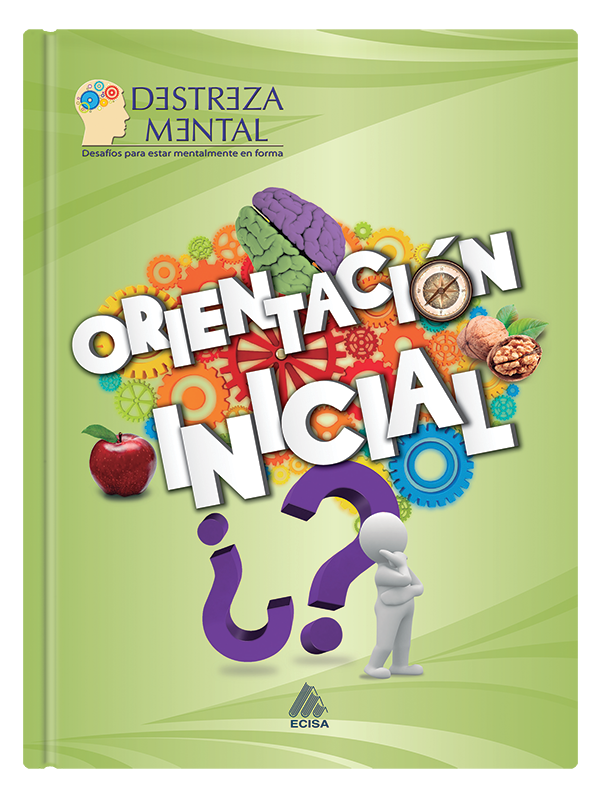 DESTREZA
MENTAL
Desafíos para estar mentalmente en forma
ORIENTACIÓN
INICIAL
¿?
ECISA